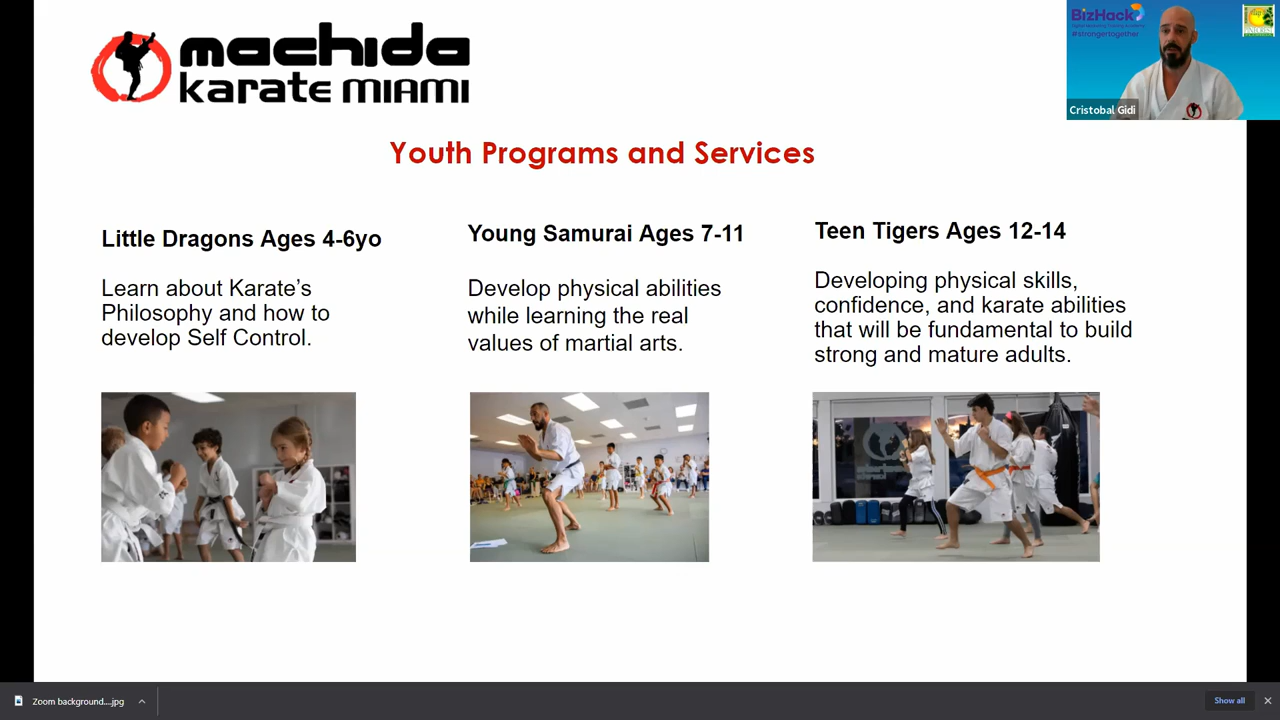 machida
karate MIAMI
BizHack
#strongertogether
PINECREST
Cristobal Gidi
Youth Programs and Services
Little Dragons Ages 4-6yo
Learn about Karate’s
Philosophy and how to
develop Self Control.
Young Samurai Ages 7-11
Develop physical abilities
while learning the real
values of martial arts.
Teen Tigers Ages 12-14
Developing physical skills,
confidence, and karate abilities
that will be fundamental to build
strong and mature adults.
Zoom background....jpg
Show all